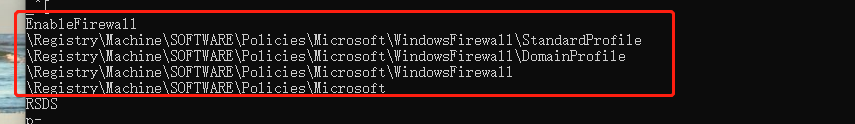 EnableFirewall
\Registry\Machine\SOFTWARE\Policies\Microsoft\WindowsFirewall\StandardProfile
\Registry\Machine\SOFTWARE\Policies\Microsoft\WindowsFirewall\DomainProfile
\Registry\Machine\SOFTWARE\Policies\Microsoft\WindowsFirewall
\Registry\Machine\SOFTWARE\Policies\Microsoft
RSDS